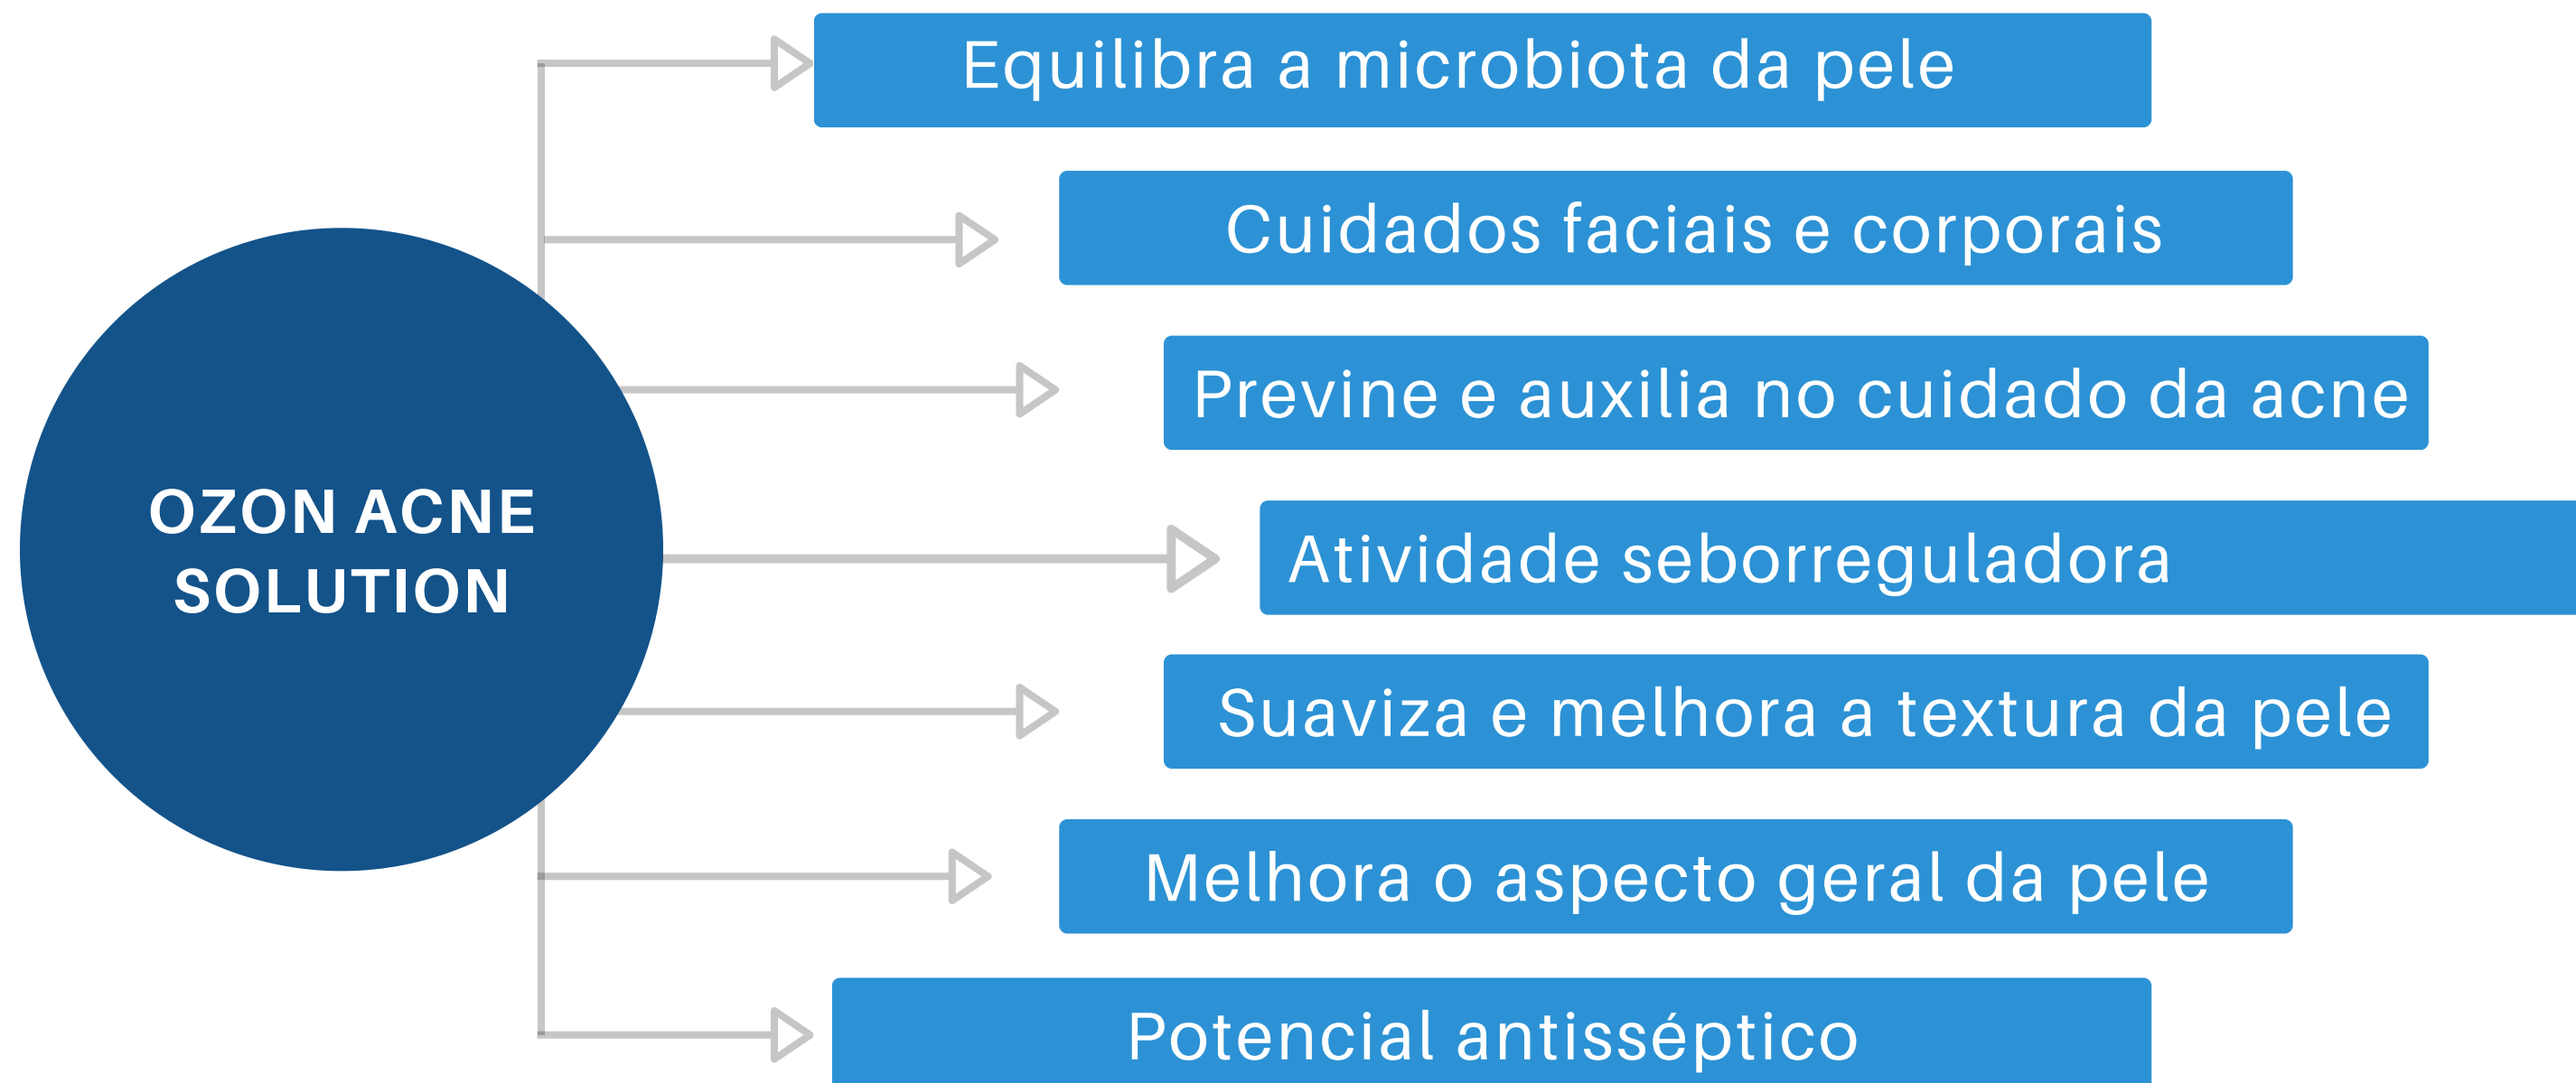 Equilibra a microbiota da pele
Cuidados faciais e corporais
Previne e auxilia no cuidado da acne
OZON ACNE
SOLUTION
Atividade seborreguladora
Suaviza e melhora a textura da pele
Melhora o aspecto geral da pele
Potencial antisséptico